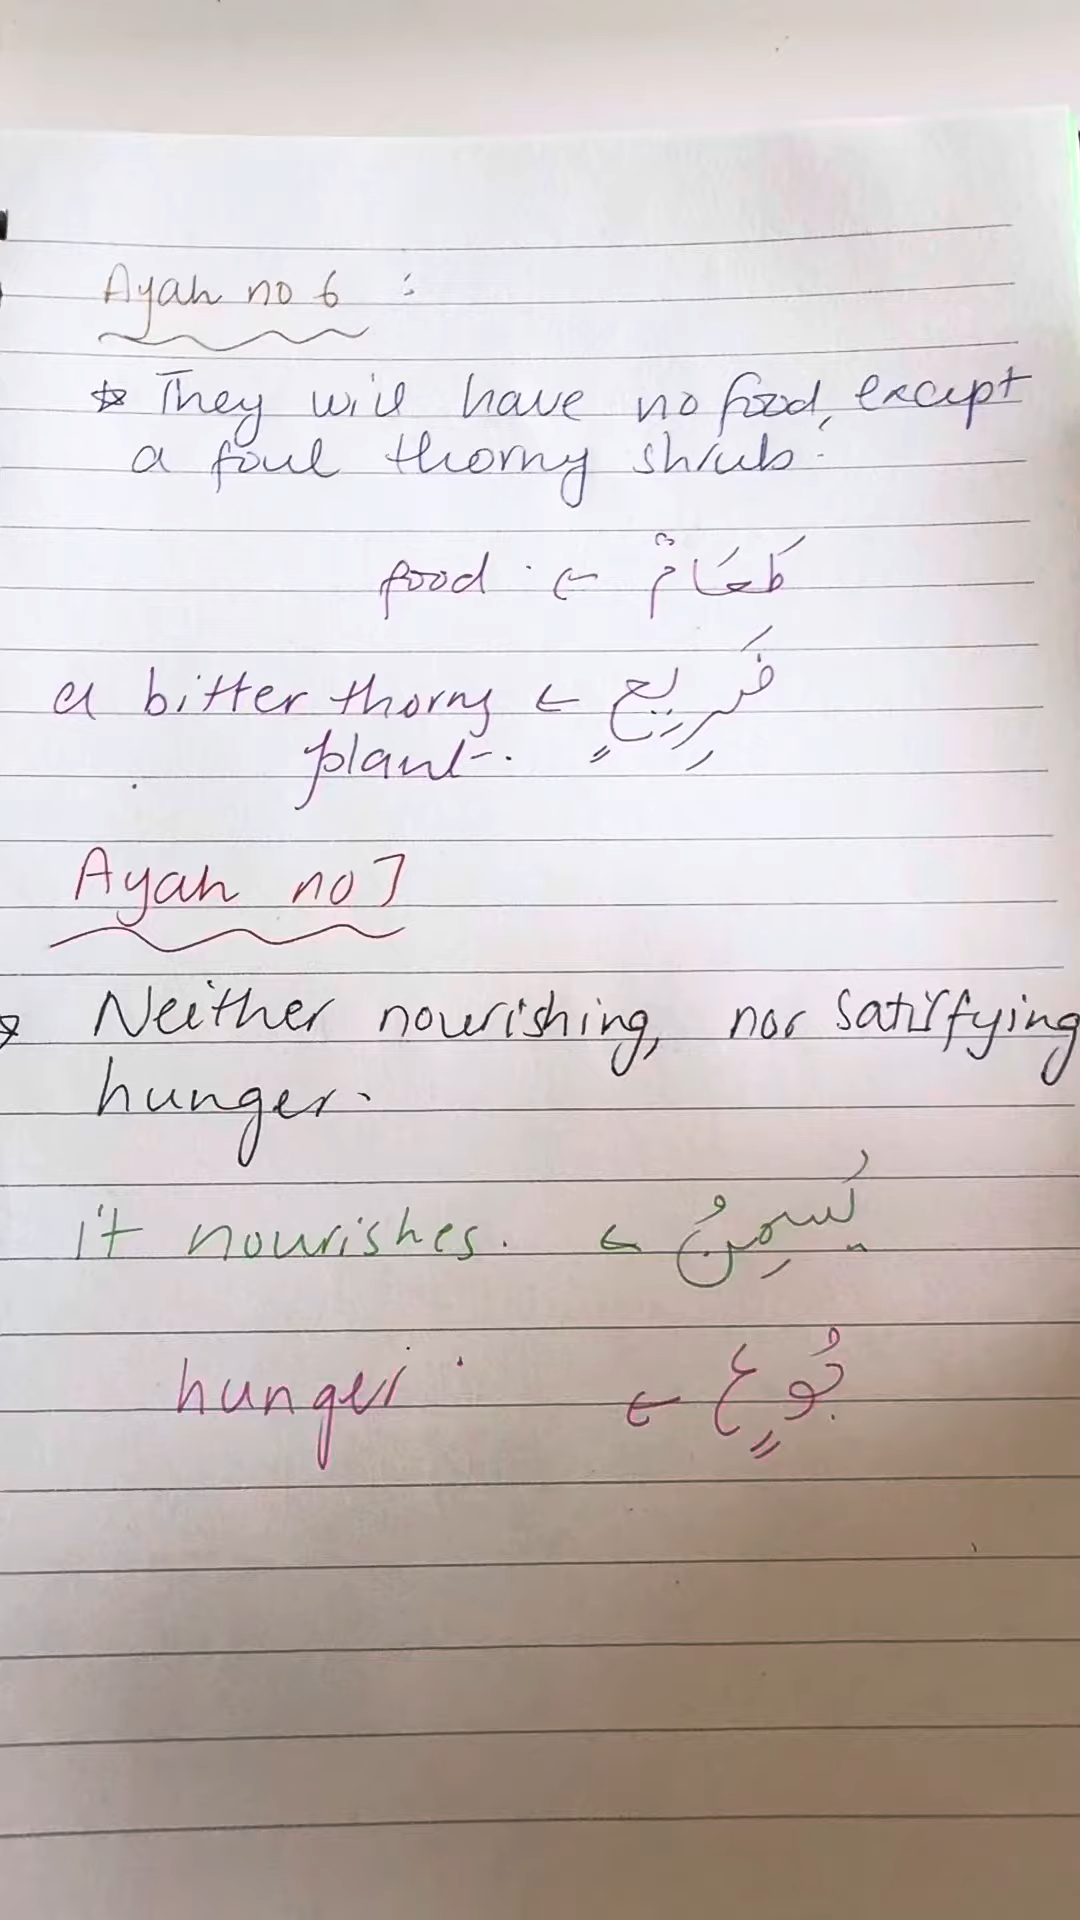 Ayah no 6 :
☆ They will have no food, except
a foul thorny shrub.
food . ← طَعَامٌ
a bitter thorny ← ضَرِيعٍ
plant.
Ayah no 7
☆ Neither nourishing, nor satisfying
hunger.
it nourishes. ← يُسْمِنُ
hunger. ← جُوعٍ